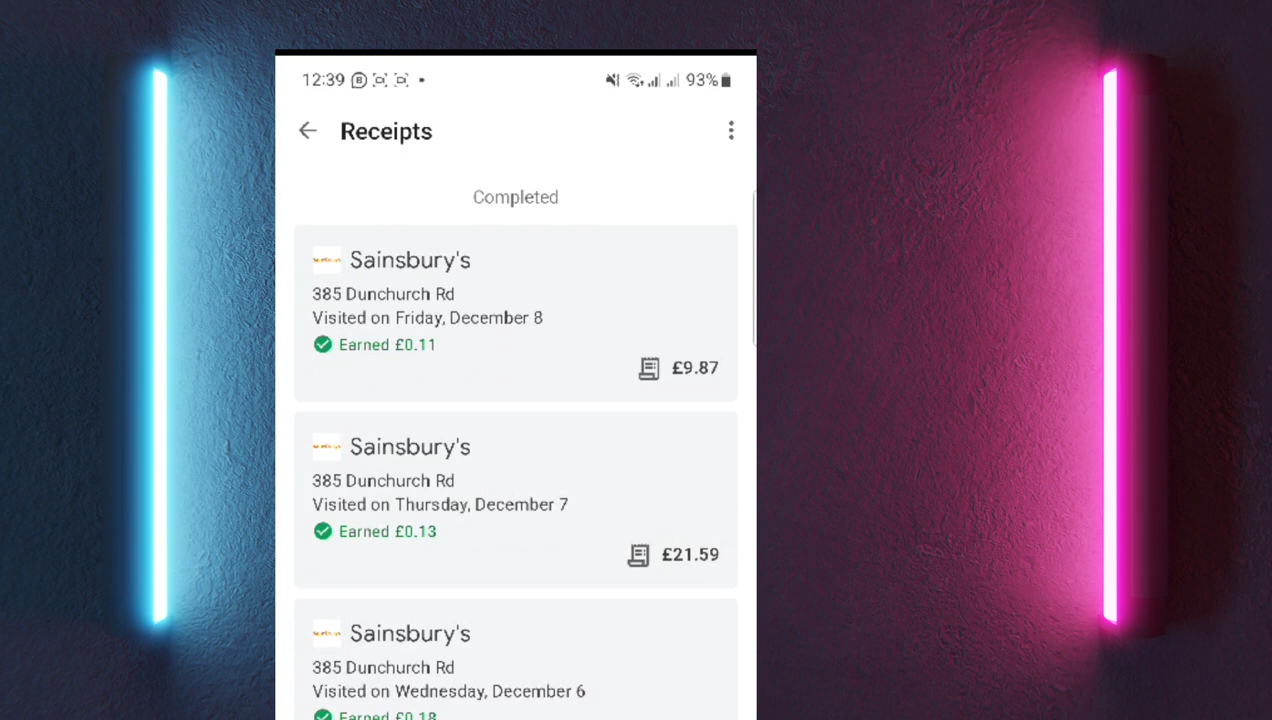 12:39 93%
Receipts
Completed
Sainsbury's
385 Dunchurch Rd
Visited on Friday, December 8
Earned £0.11
£9.87
Sainsbury's
385 Dunchurch Rd
Visited on Thursday, December 7
Earned £0.13
£21.59
Sainsbury's
385 Dunchurch Rd
Visited on Wednesday, December 6
Earned £0.18